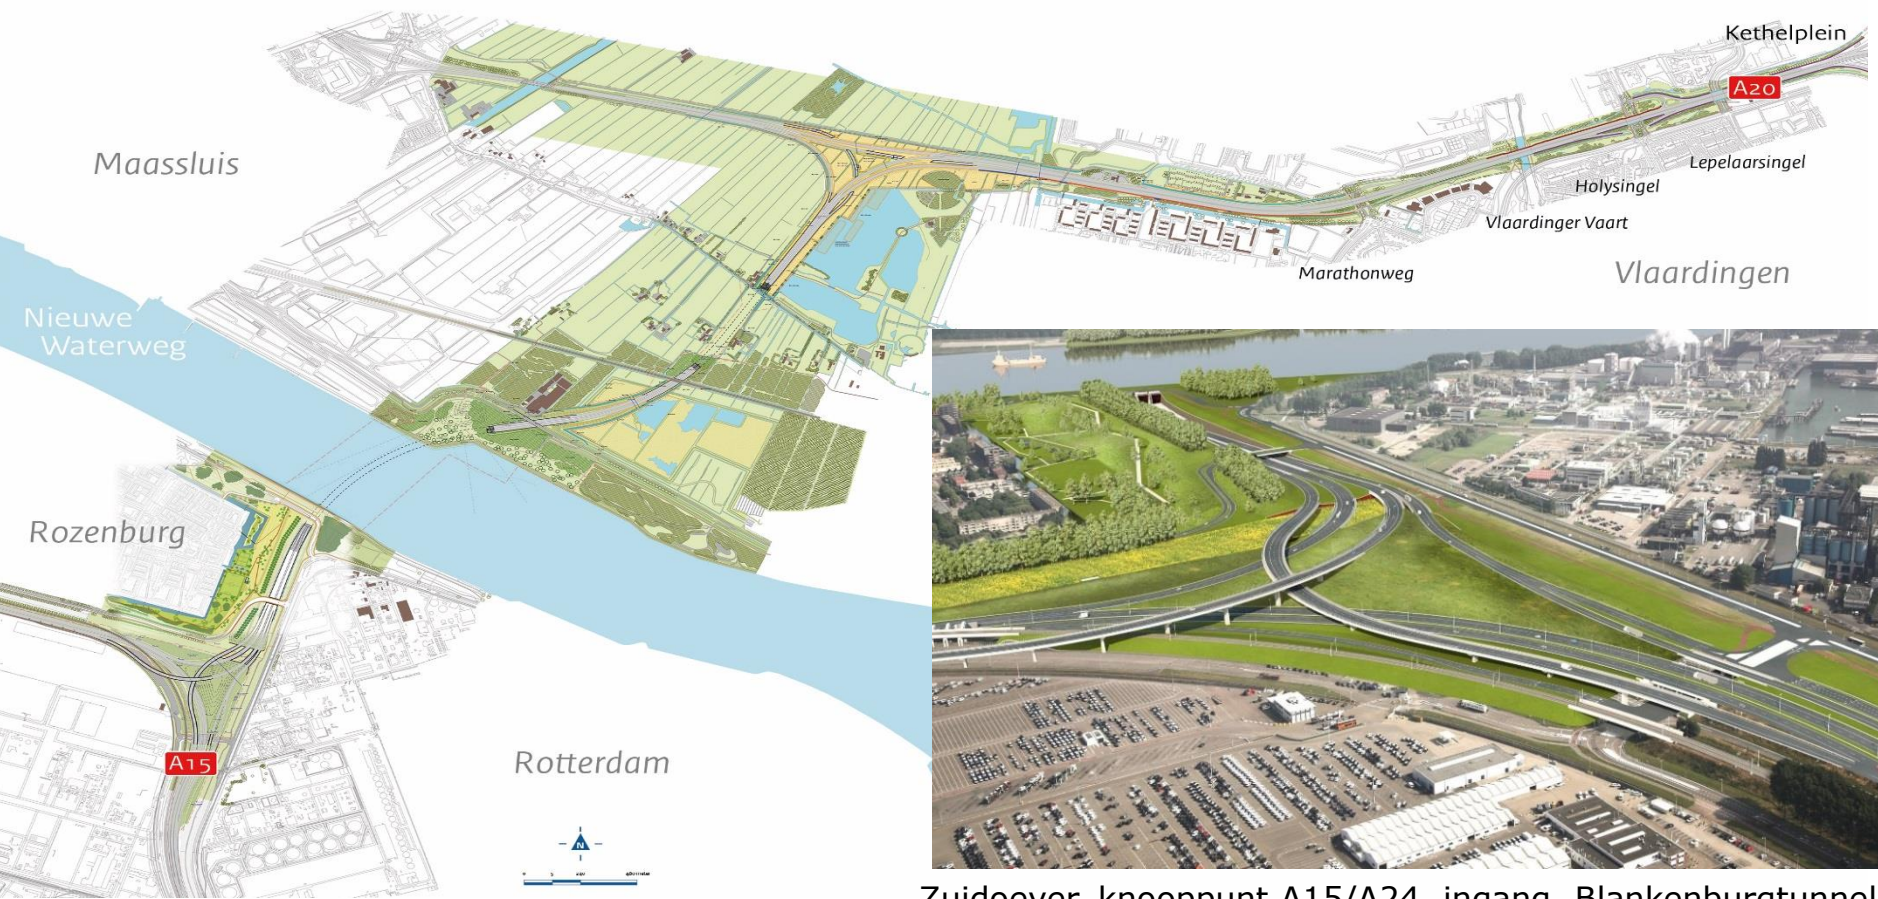 Kethelplein
A20
Maassluis
Lepelaarsingel
Holysingel
Vlaardinger Vaart
Marathonweg
Vlaardingen
Nieuwe
Waterweg
Rozenburg
A15
Rotterdam
N
Zuidoever knooppunt A15/A24 ingang Blankenburgtunnel